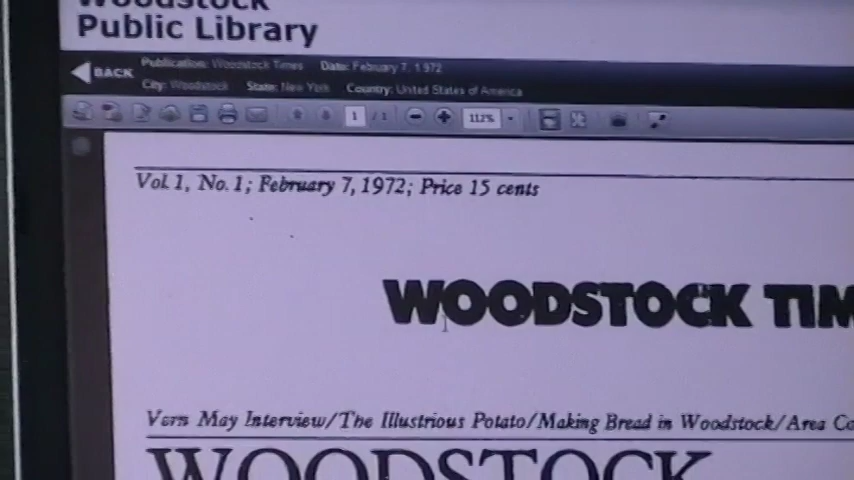 Woodstock
Public Library
BACK
Publication: Woodstock Times Date: February 7, 1972
City: Woodstock State: New York Country: United States of America
1 / 1 112%
Vol. 1, No. 1; February 7, 1972; Price 15 cents
WOODSTOCK TIM
Vern May Interview/The Illustrious Potato/Making Bread in Woodstock/Area Co
WOODSTOCK